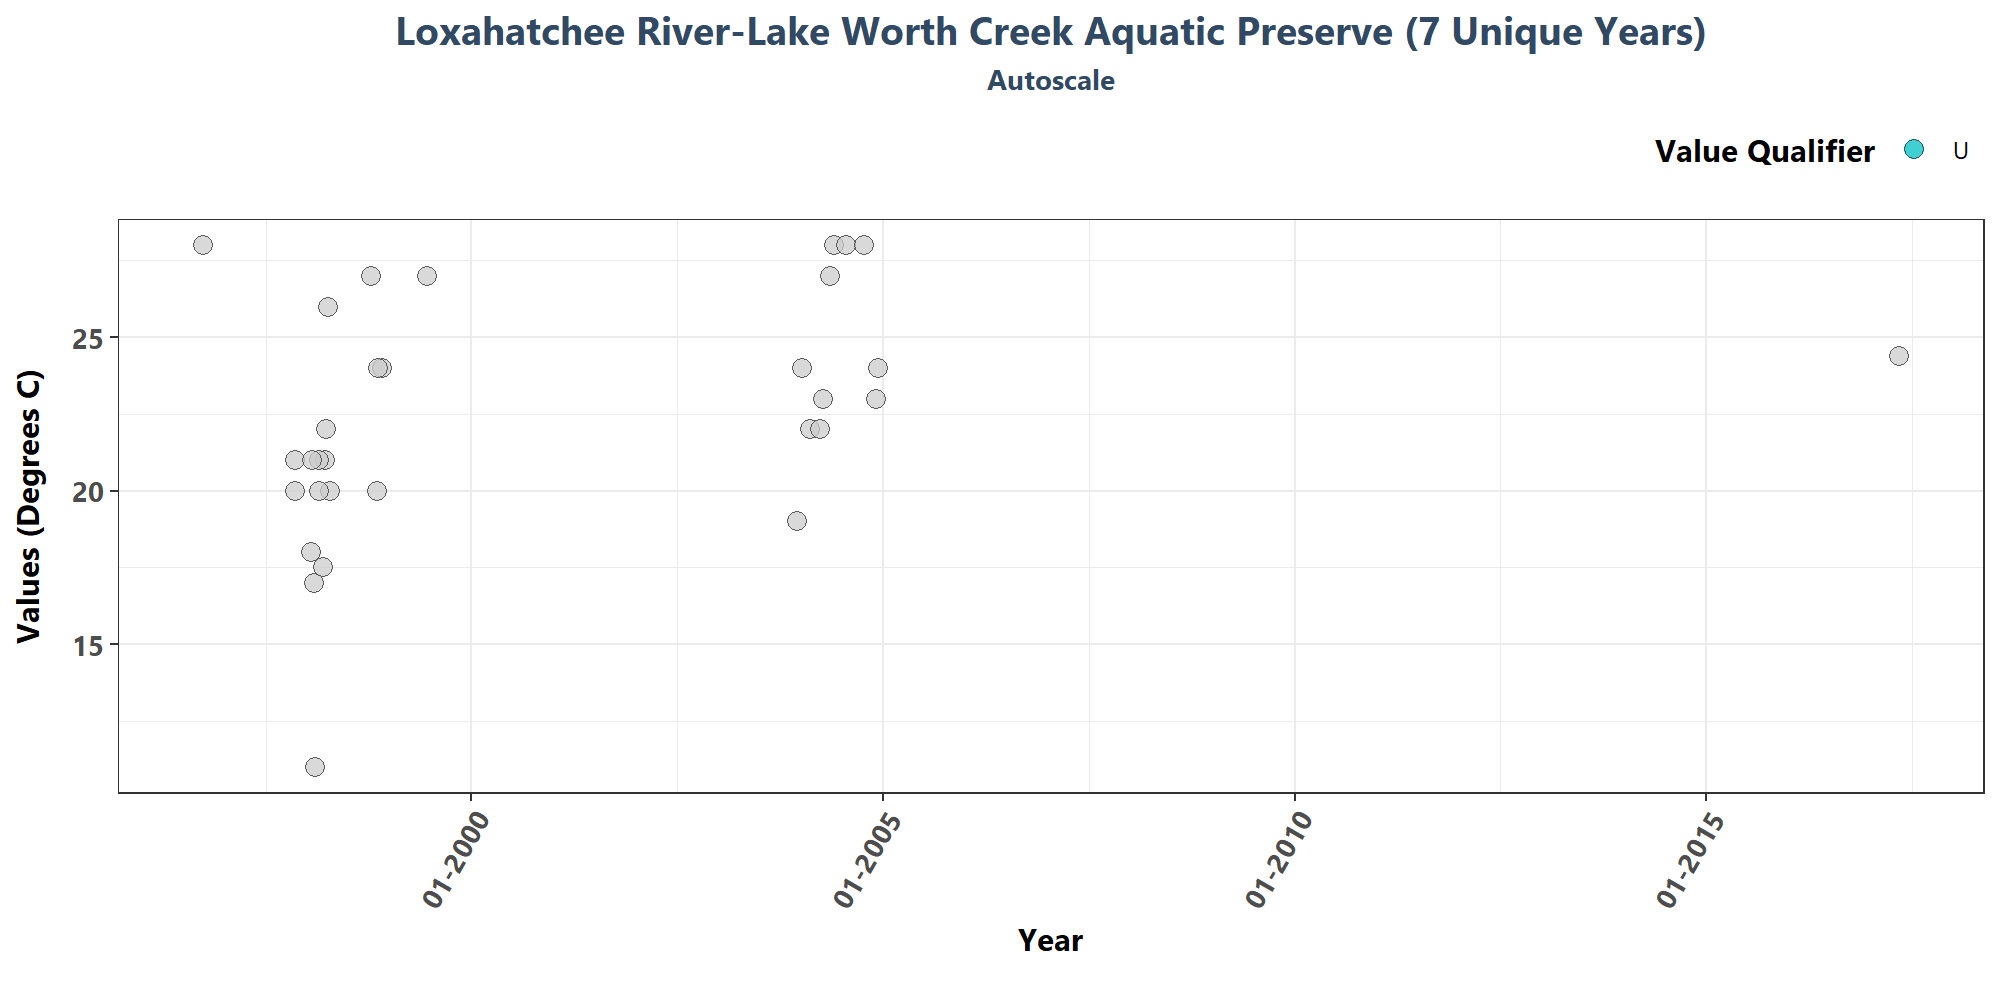 Loxahatchee River-Lake Worth Creek Aquatic Preserve (7 Unique Years)
Autoscale
Value Qualifier U
Values (Degrees C)
25
20
15
01-2000
01-2005
01-2010
01-2015
Year